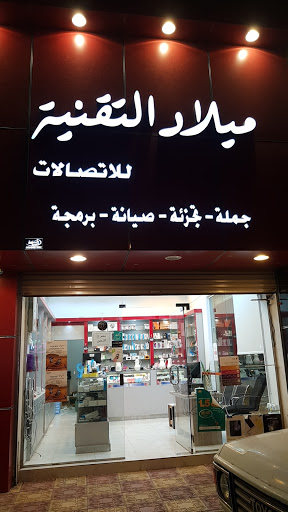 ميلاد التقنية
للاتصالات
جملة - تجزئة - صيانة - برمجة